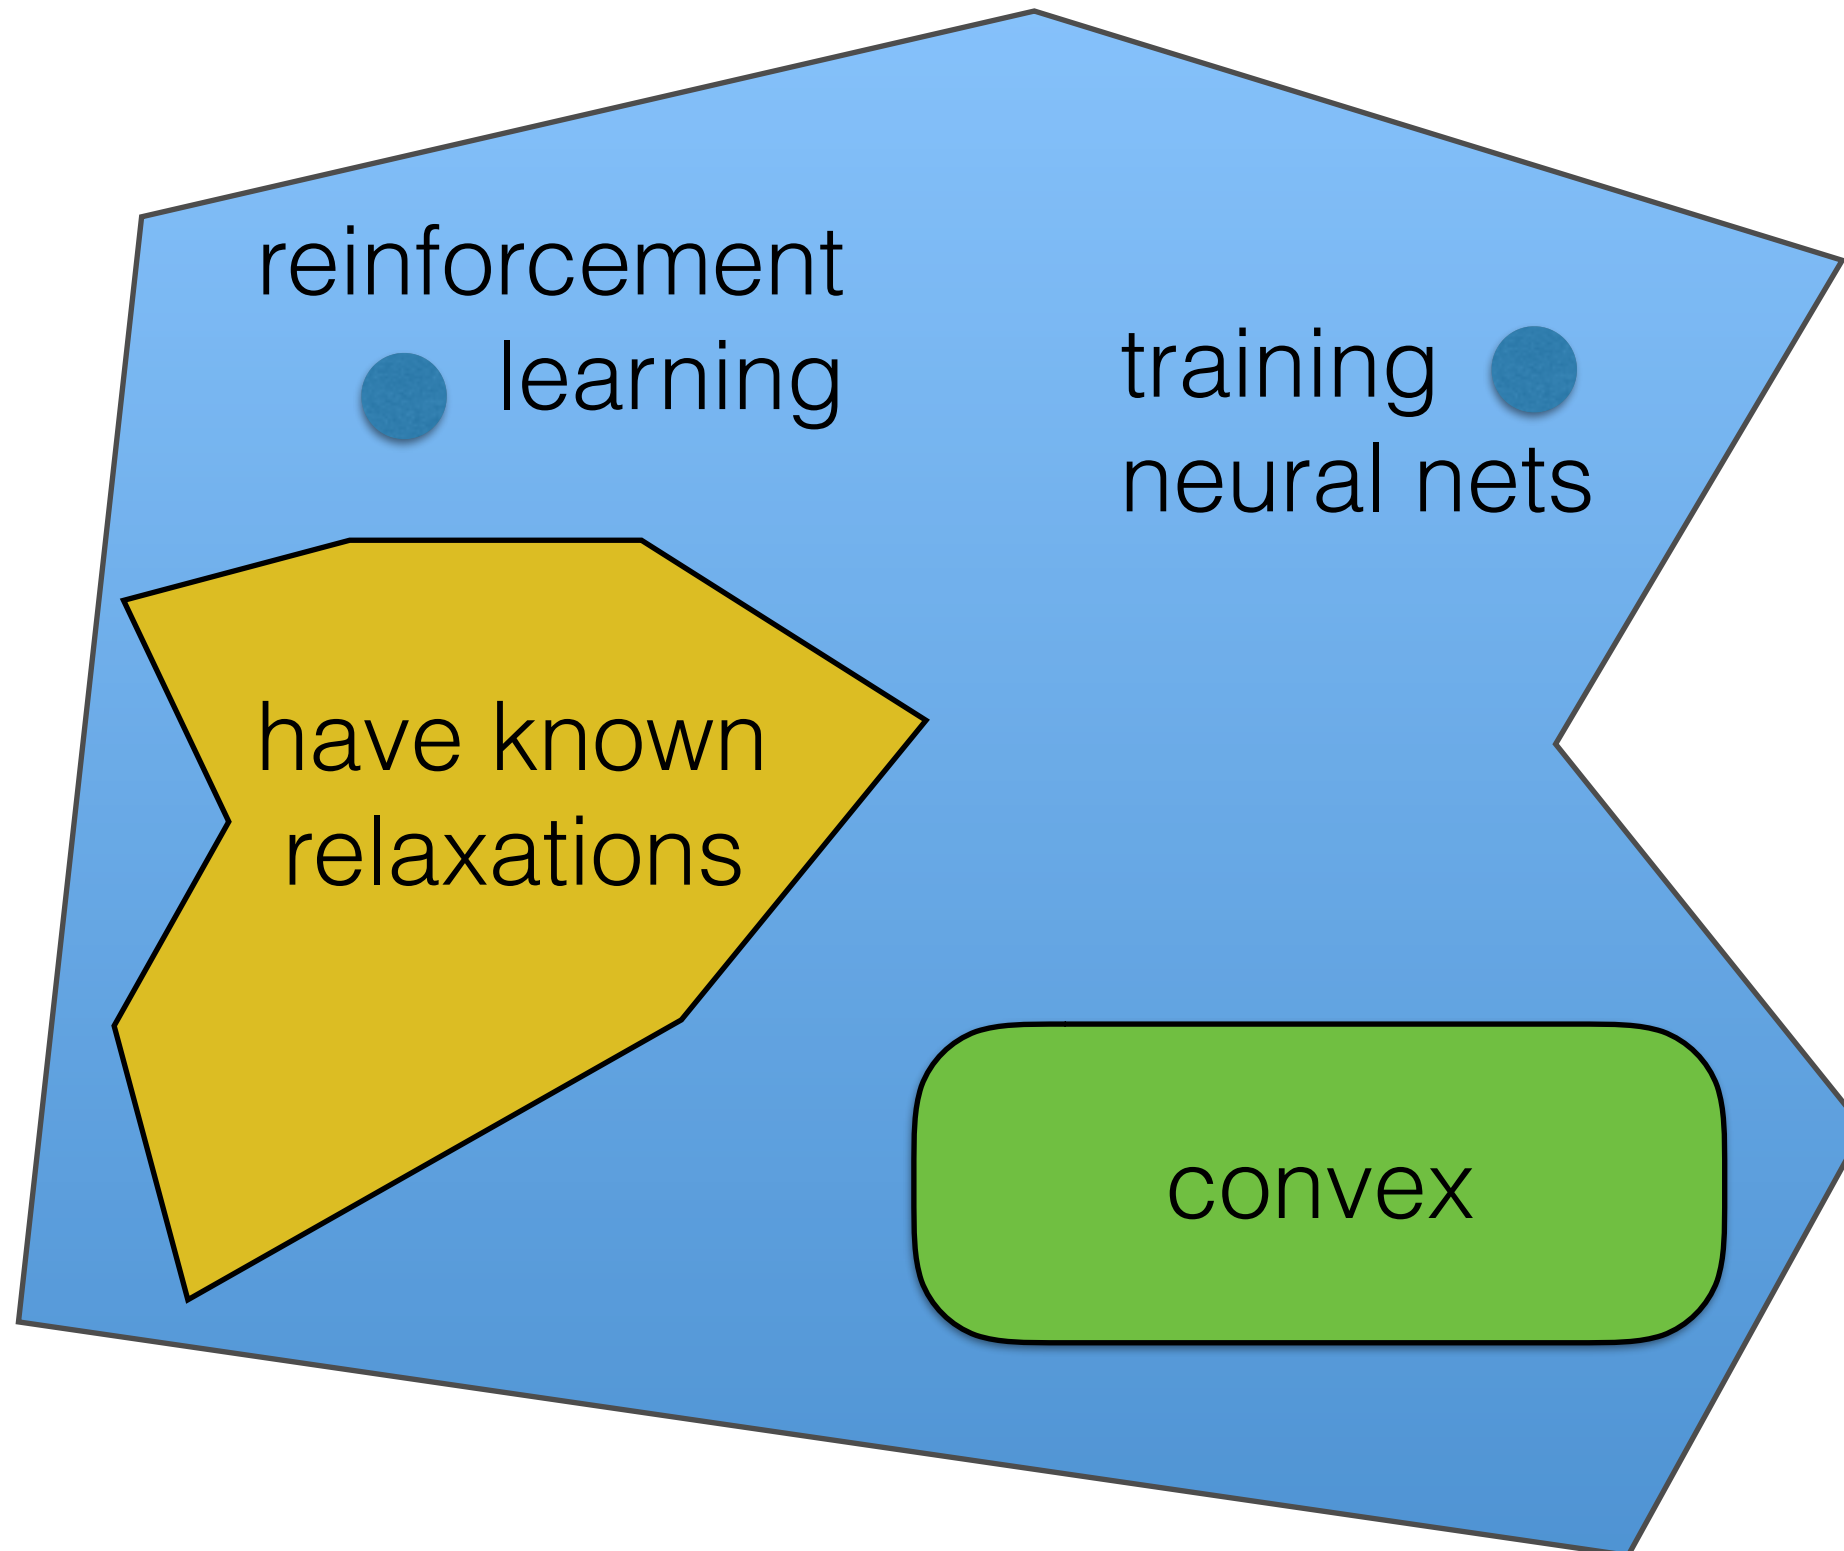 reinforcement
learning
training
neural nets
have known
relaxations
convex